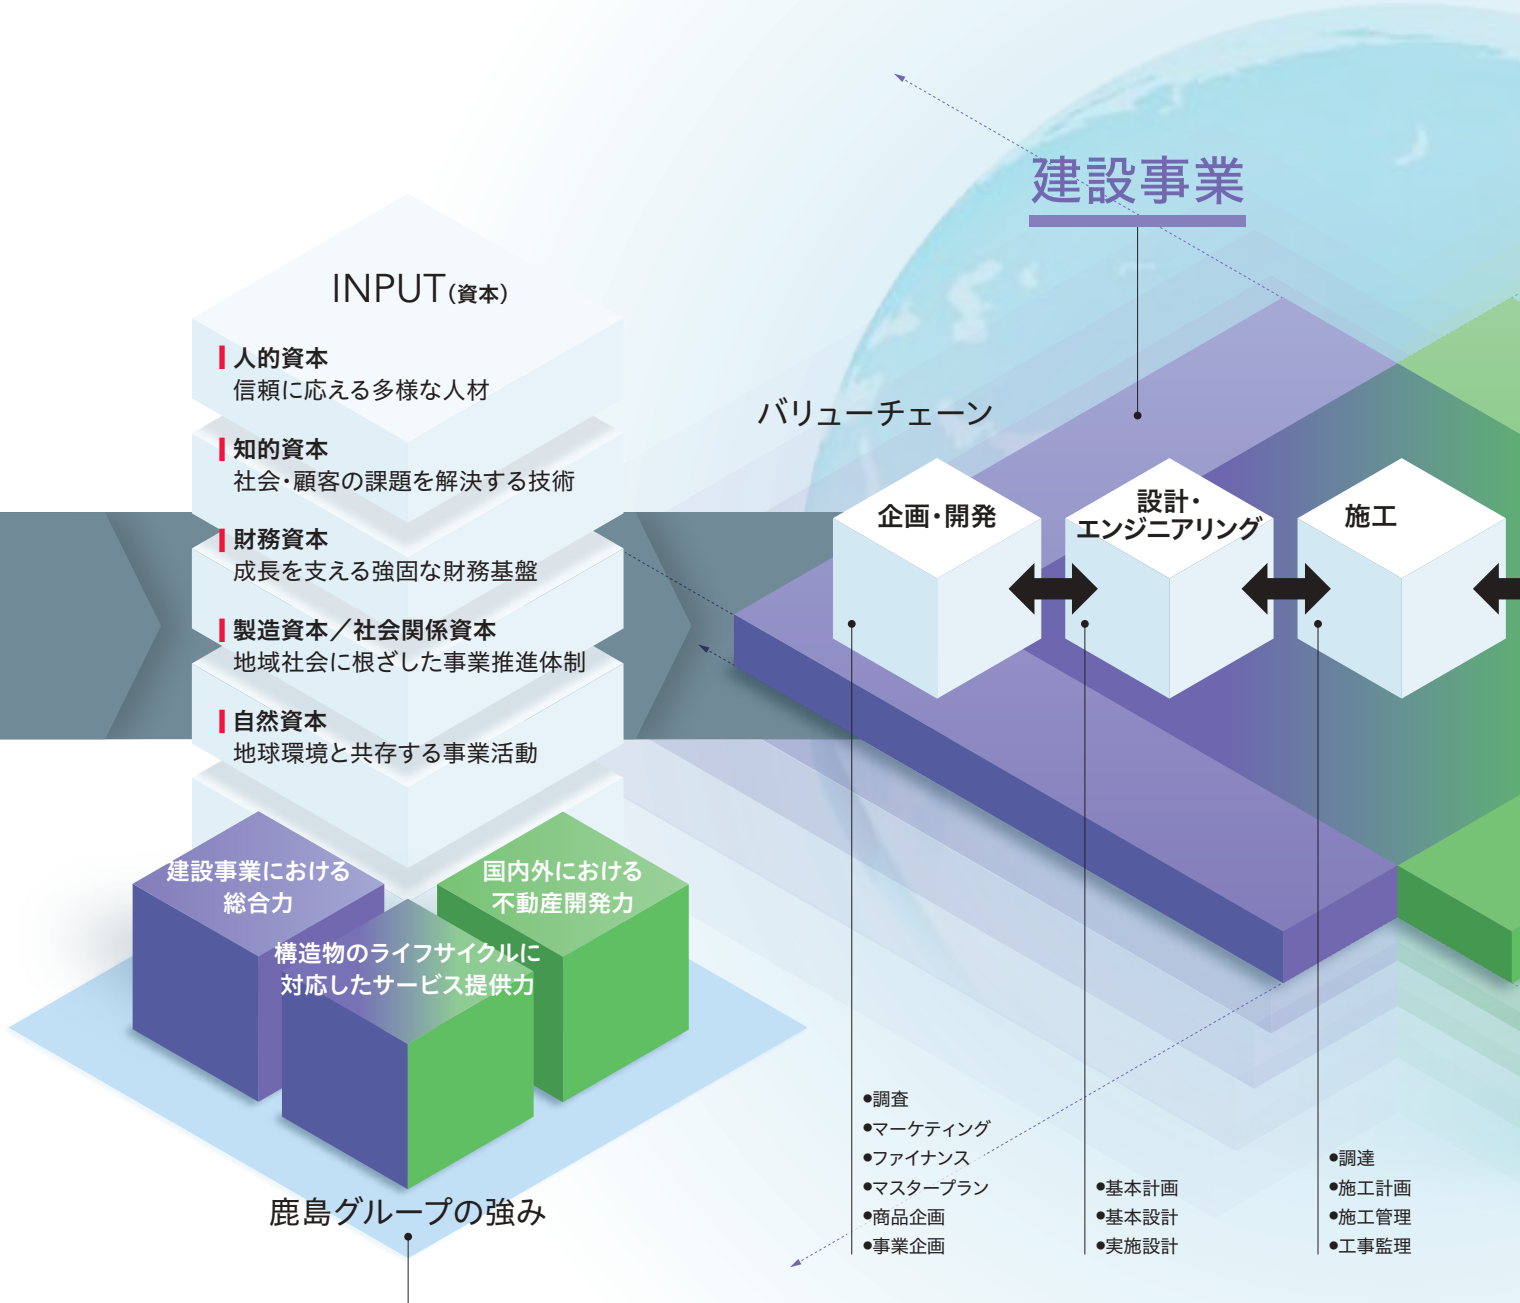 INPUT(資本)
人的資本
信頼に応える多様な人材
知的資本
社会・顧客の課題を解決する技術
財務資本
成長を支える強固な財務基盤
製造資本／社会関係資本
地域社会に根ざした事業推進体制
自然資本
地球環境と共存する事業活動
建設事業における
総合力
国内外における
不動産開発力
構造物のライフサイクルに
対応したサービス提供力
鹿島グループの強み
建設事業
バリューチェーン
企画・開発
設計・
エンジニアリング
施工
●調査
●マーケティング
●ファイナンス
●マスタープラン
●商品企画
●事業企画
●基本計画
●基本設計
●実施設計
●調達
●施工計画
●施工管理
●工事監理